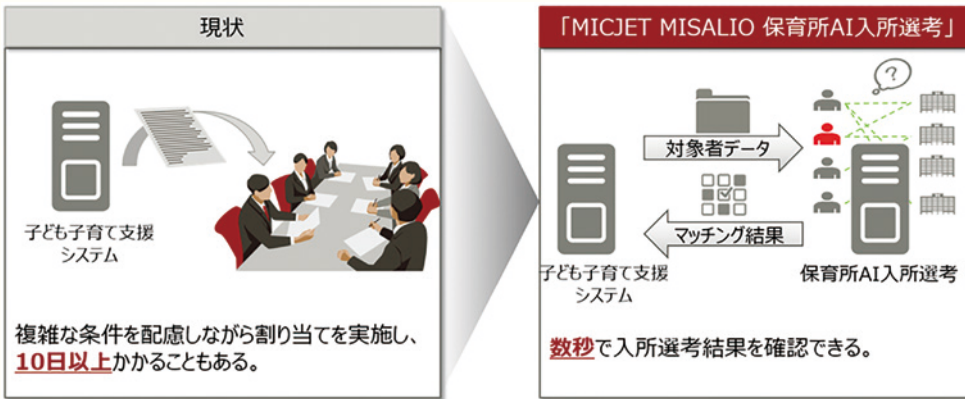 現状
子ども子育て支援
システム
複雑な条件を配慮しながら割り当てを実施し、
10日以上かかることもある。
「MICJET MISALIO 保育所AI入所選考」
?
対象者データ
マッチング結果
子ども子育て支援
システム
保育所AI入所選考
数秒で入所選考結果を確認できる。